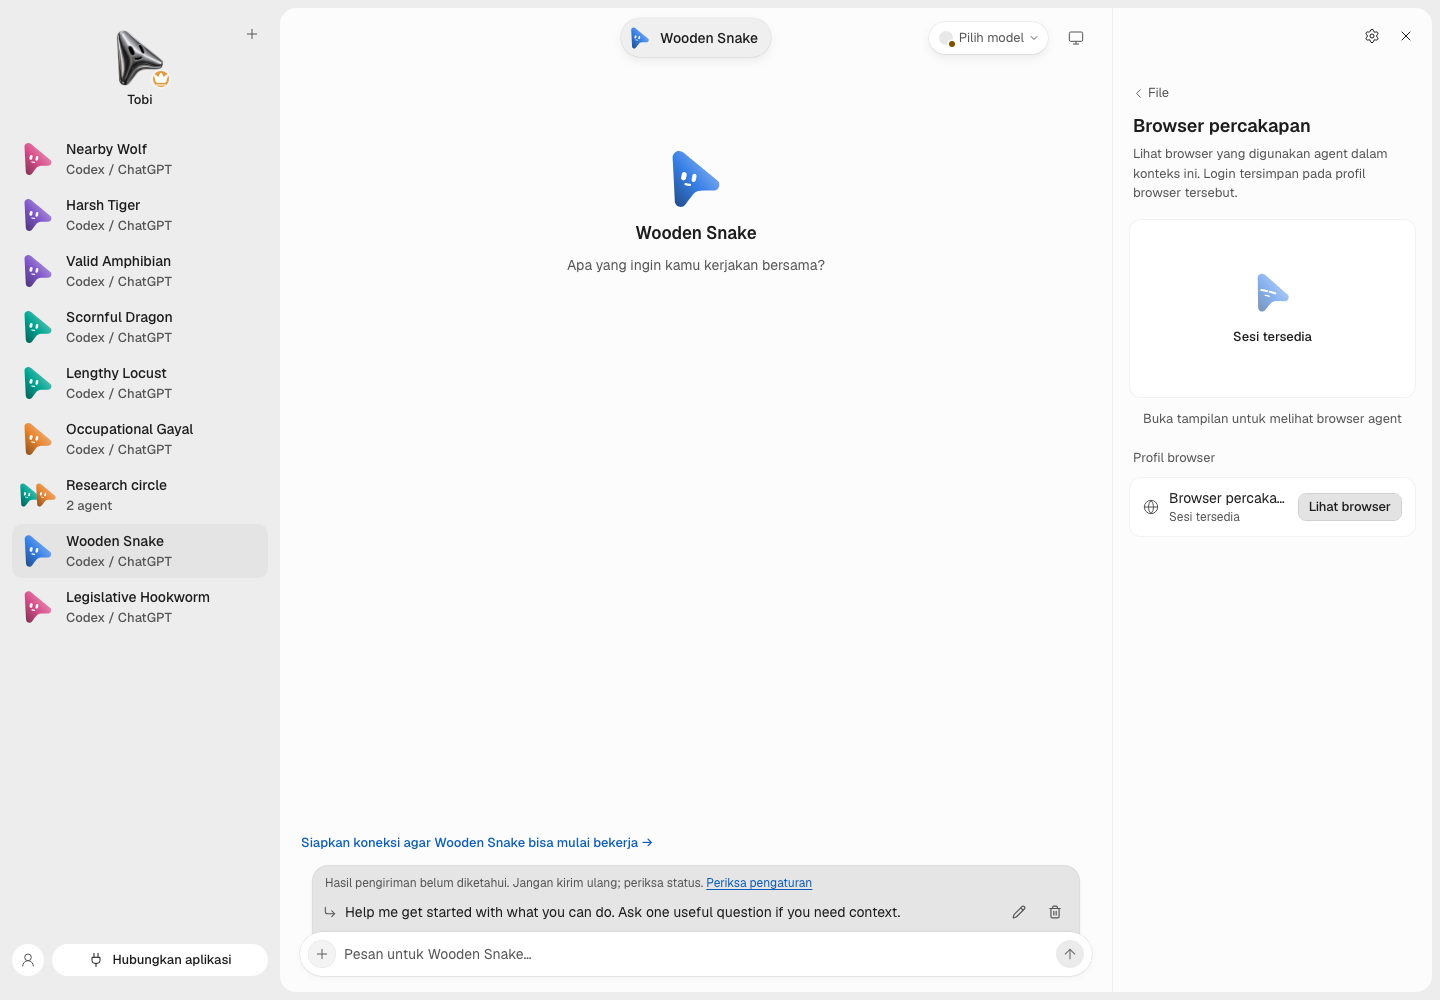 Tobi
Nearby Wolf
Codex / ChatGPT
Harsh Tiger
Codex / ChatGPT
Valid Amphibian
Codex / ChatGPT
Scornful Dragon
Codex / ChatGPT
Lengthy Locust
Codex / ChatGPT
Occupational Gayal
Codex / ChatGPT
Research circle
2 agent
Wooden Snake
Codex / ChatGPT
Legislative Hookworm
Codex / ChatGPT
Hubungkan aplikasi
Wooden Snake
Pilih model
Wooden Snake
Apa yang ingin kamu kerjakan bersama?
Siapkan koneksi agar Wooden Snake bisa mulai bekerja →
Hasil pengiriman belum diketahui. Jangan kirim ulang; periksa status. Periksa pengaturan
Help me get started with what you can do. Ask one useful question if you need context.
Pesan untuk Wooden Snake...
File
Browser percakapan
Lihat browser yang digunakan agent dalam
konteks ini. Login tersimpan pada profil
browser tersebut.
Sesi tersedia
Buka tampilan untuk melihat browser agent
Profil browser
Browser percaka...
Sesi tersedia
Lihat browser